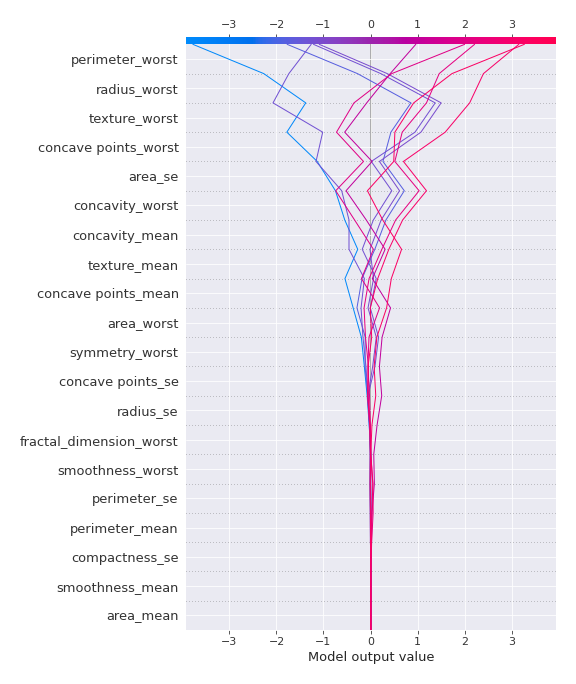 −3 −2 −1 0 1 2 3
perimeter_worst
radius_worst
texture_worst
concave points_worst
area_se
concavity_worst
concavity_mean
texture_mean
concave points_mean
area_worst
symmetry_worst
concave points_se
radius_se
fractal_dimension_worst
smoothness_worst
perimeter_se
perimeter_mean
compactness_se
smoothness_mean
area_mean
−3 −2 −1 0 1 2 3
Model output value